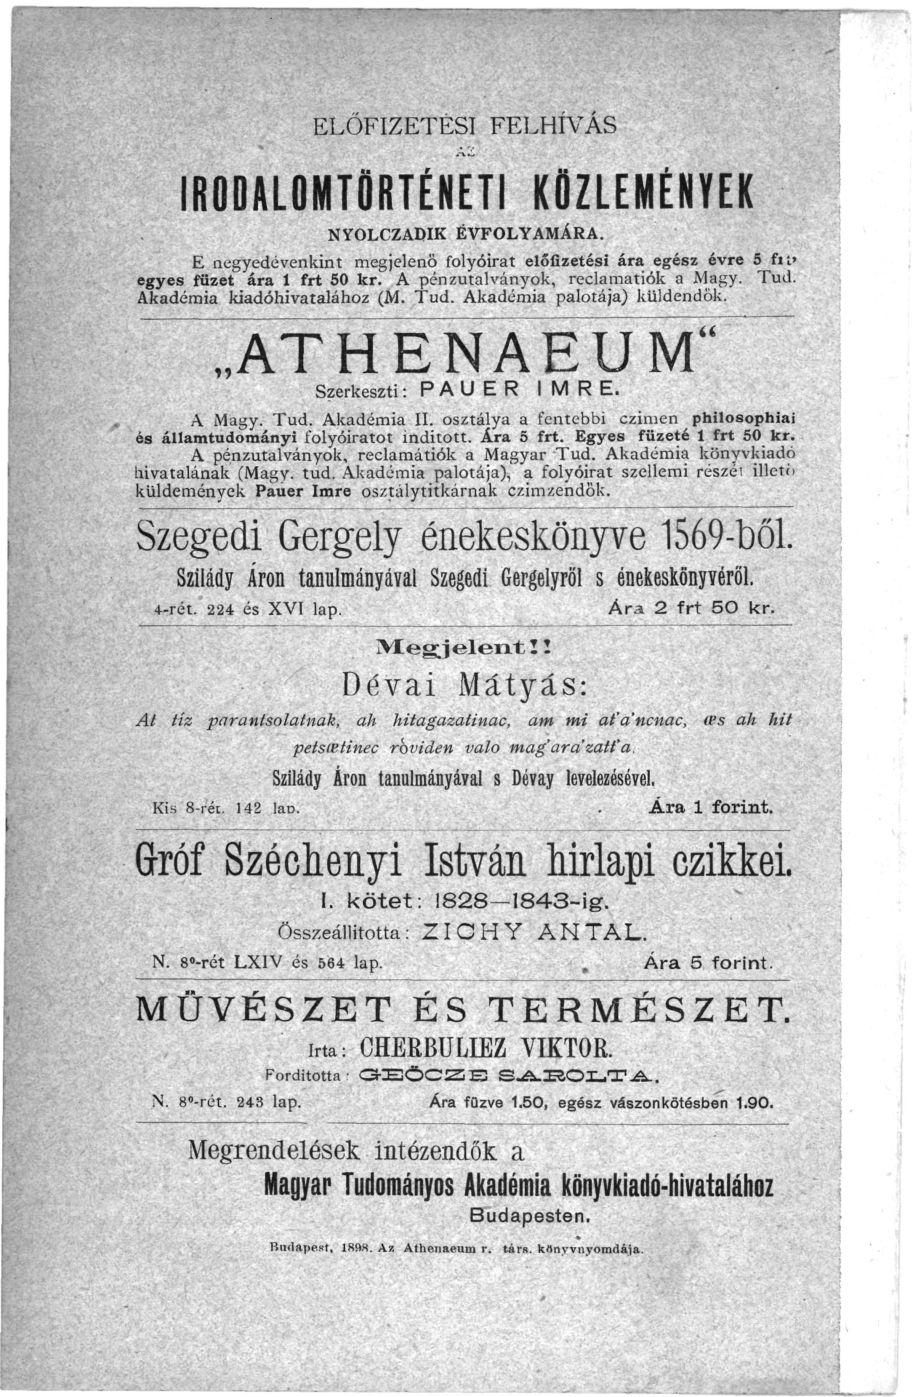 ELŐFIZETÉSI FELHÍVÁS
AZ
IRODALOMTÖRTÉNETI KÖZLEMÉNYEK
NYOLCZADIK ÉVFOLYAMÁRA.
E negyedévenkint megjelenő folyóirat előfizetési ára egész évre 5 frt,
egyes füzet ára 1 frt 50 kr. A pénzutalványok, reclamatiók a Magy. Tud.
Akadémia kiadóhivatalához (M. Tud. Akadémia palotája) küldendők.
„ATHENAEUM“
Szerkeszti: PAUER IMRE.
A Magy. Tud. Akadémia II. osztálya a fentebbi czimen philosophiai
és államtudományi folyóiratot inditott. Ára 5 frt. Egyes füzeté 1 frt 50 kr.
A pénzutalványok, reclamátiók a Magyar Tud. Akadémia könyvkiadó
hivatalának (Magy. tud. Akadémia palotája), a folyóirat szellemi részét illető
küldemények Pauer Imre osztálytitkárnak czimzendők.
Szegedi Gergely énekeskönyve 1569-ből.
Szilády Áron tanulmányával Szegedi Gergelyről s énekeskönyvéről.
4-rét. 224 és XVI lap. Ára 2 frt 50 kr.
Megjelent!!
Dévai Mátyás:
At tíz parantsolatnak, ah hitagazatinac, am mi at'a'ncnac, æs ah hit
petsætinec röviden valo mag'ara'zatt'a.
Szilády Áron tanulmányával s Dévay levelezésével.
Kis 8-rét. 142 lap. Ára 1 forint.
Gróf Széchenyi István hirlapi czikkei.
I. kötet: 1828—1843-ig.
Összeállitotta: ZICHY ANTAL.
N. 8º-rét LXIV és 564 lap. Ára 5 forint.
MŰVÉSZET ÉS TERMÉSZET.
Irta: CHERBULIEZ VIKTOR.
Forditotta: GEÖCZE SAROLTA.
N. 8º-rét. 243 lap. Ára fűzve 1.50, egész vászonkötésben 1.90.
Megrendelések intézendők a
Magyar Tudományos Akadémia könyvkiadó-hivatalához
Budapesten.
Budapest, 1898. Az Athenaeum r. társ. könyvnyomdája.